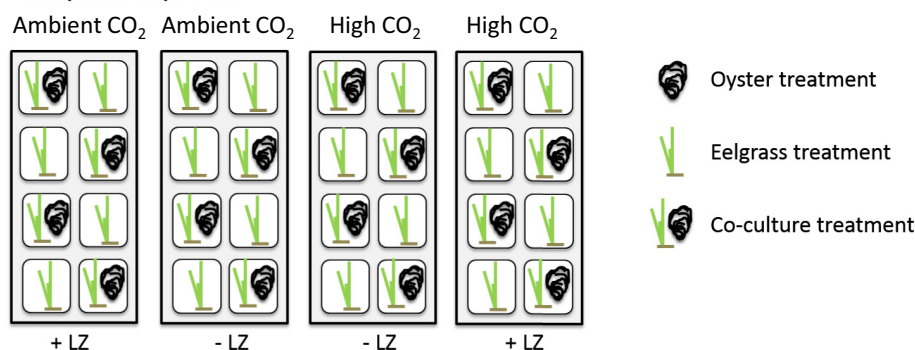 Ambient CO₂ Ambient CO₂ High CO₂ High CO₂
Oyster treatment
Eelgrass treatment
Co-culture treatment
+ LZ - LZ - LZ + LZ